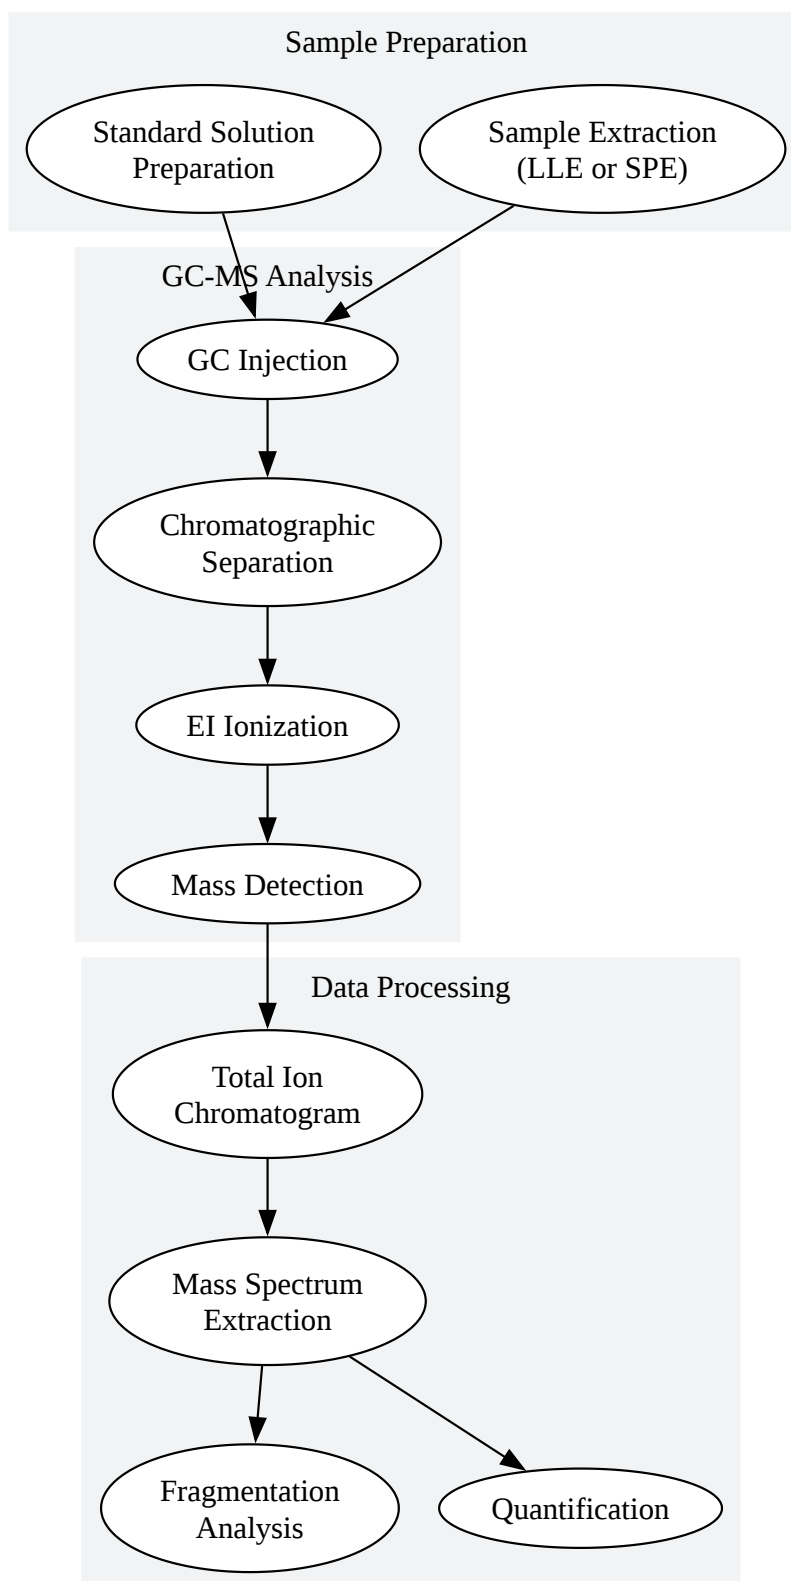 Sample Preparation
Standard Solution
Preparation
Sample Extraction
(LLE or SPE)
GC-MS Analysis
GC Injection
Chromatographic
Separation
EI Ionization
Mass Detection
Data Processing
Total Ion
Chromatogram
Mass Spectrum
Extraction
Fragmentation
Analysis
Quantification